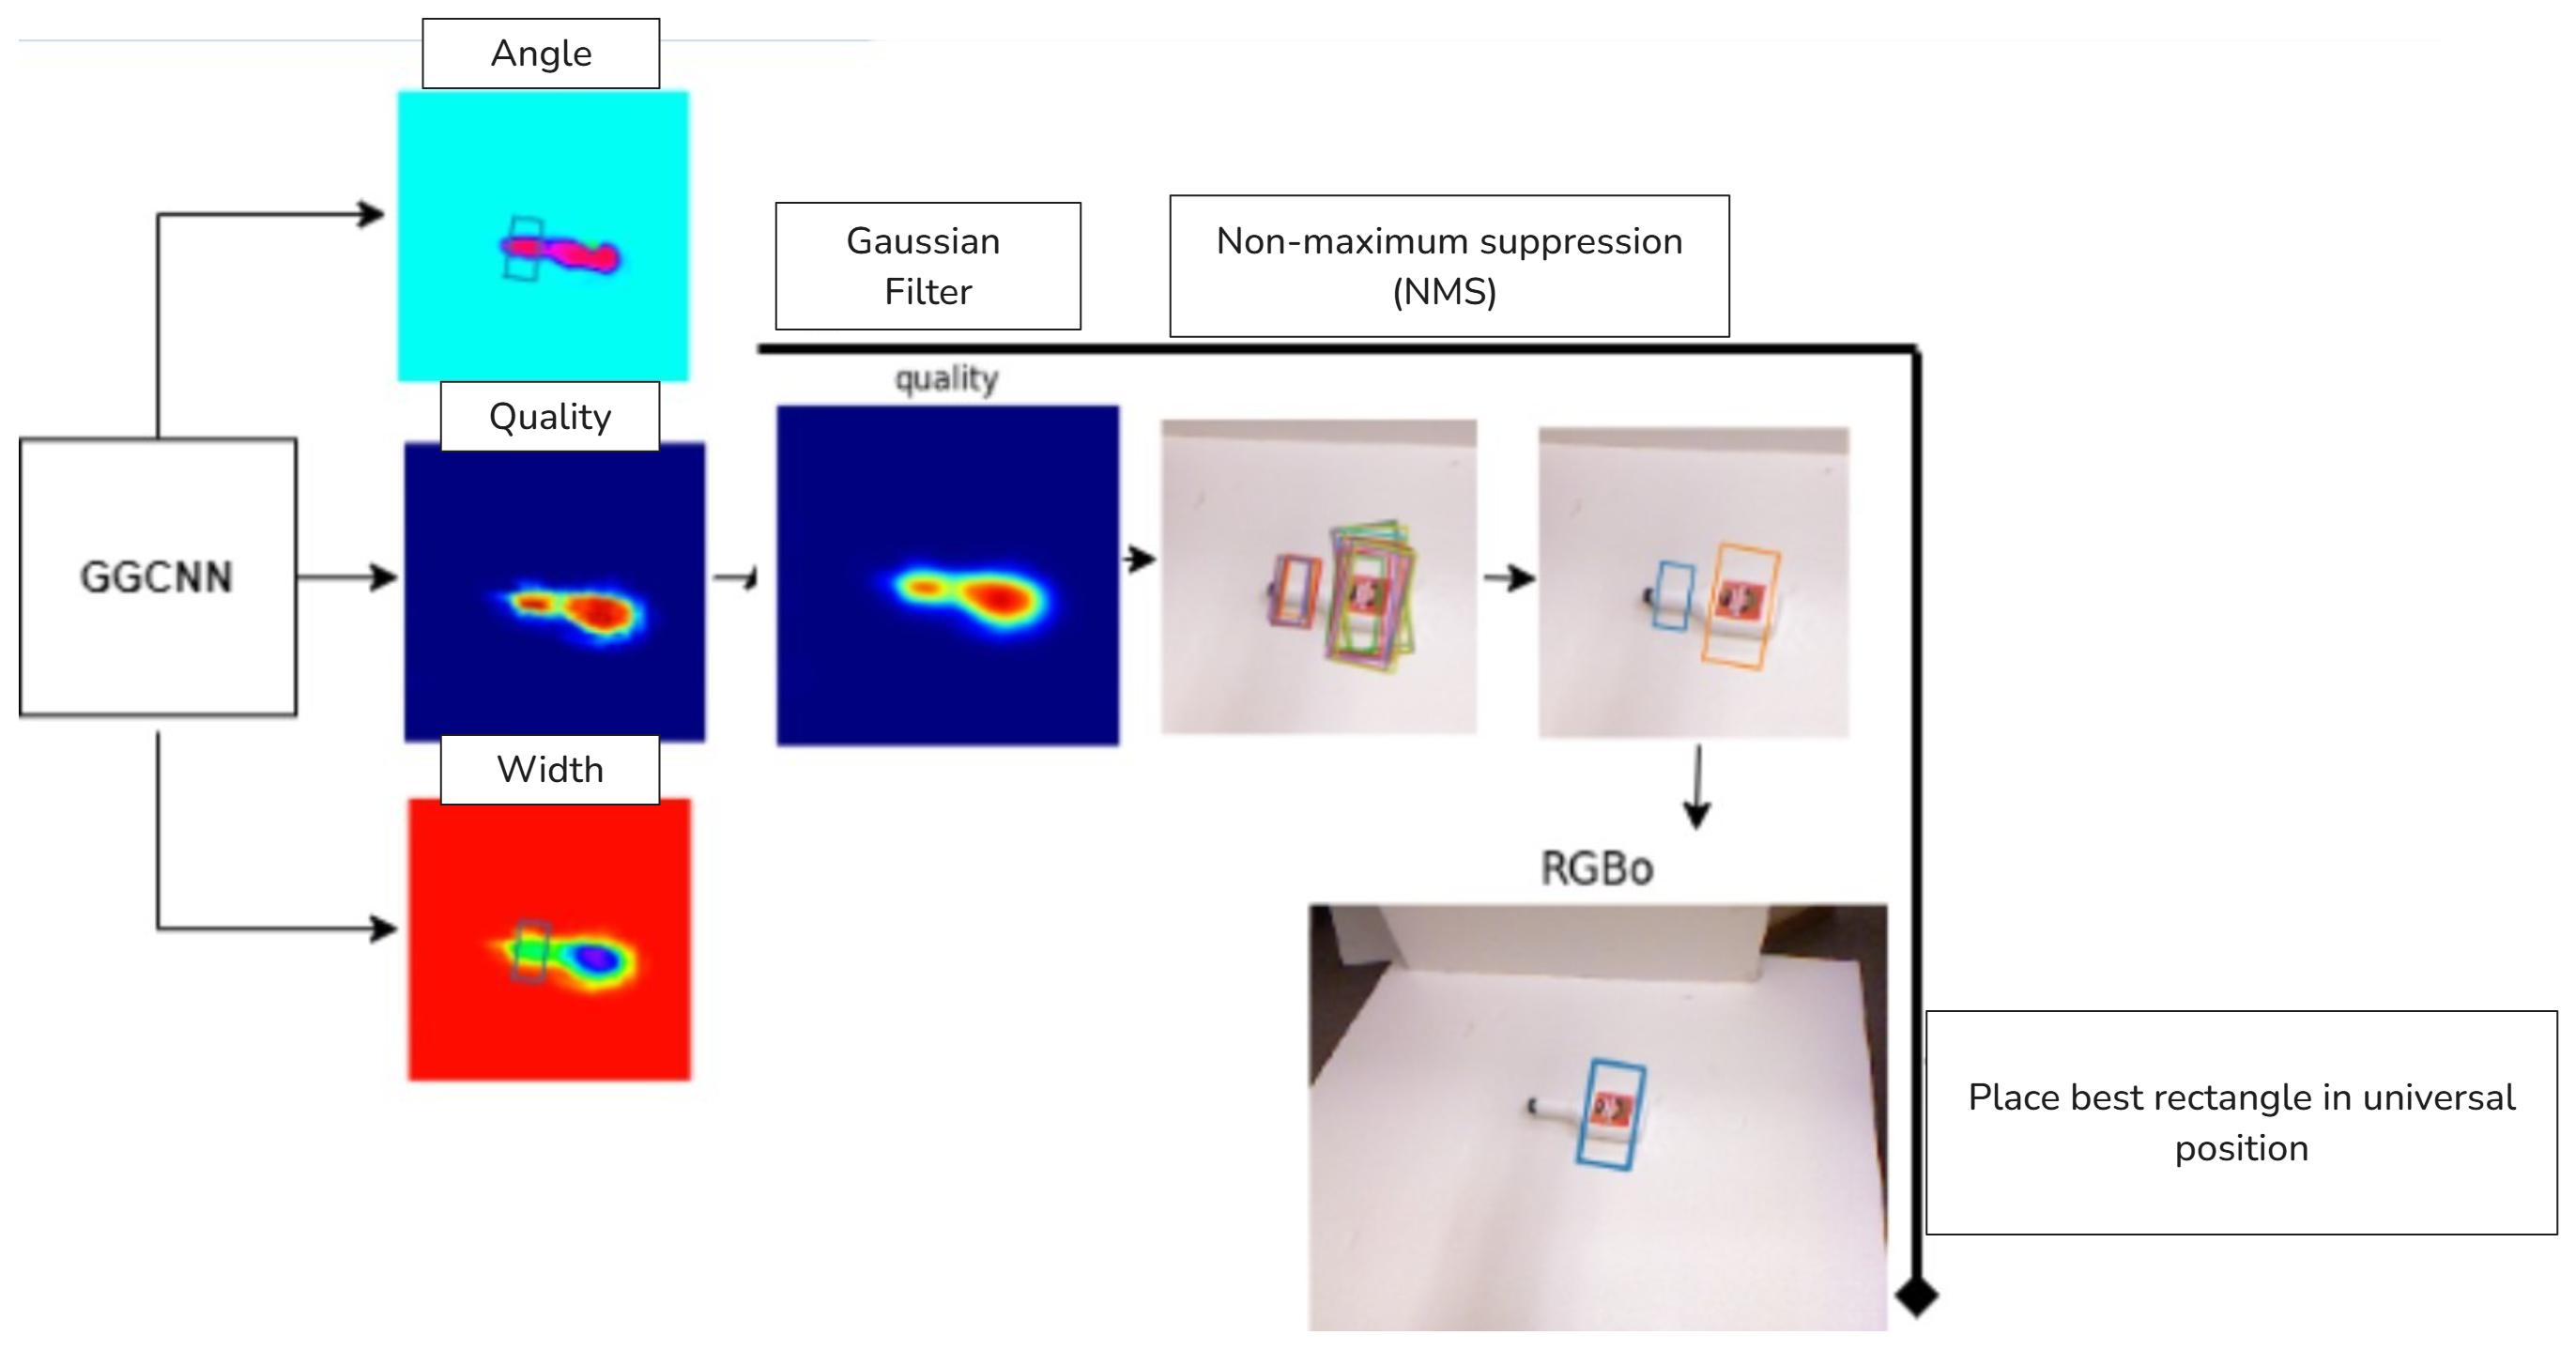 Angle
Gaussian
Filter
Non-maximum suppression
(NMS)
quality
Quality
GGCNN
Width
RGBo
Place best rectangle in universal
position